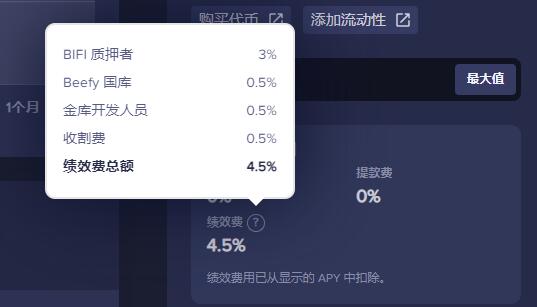 购买代币
添加流动性
BIFI 质押者 3%
Beefy 国库 0.5%
金库开发人员 0.5%
收割费 0.5%
绩效费总额 4.5%
1个月
最大值
提款费
0%
0%
绩效费 ?
4.5%
绩效费用已从显示的 APY 中扣除。